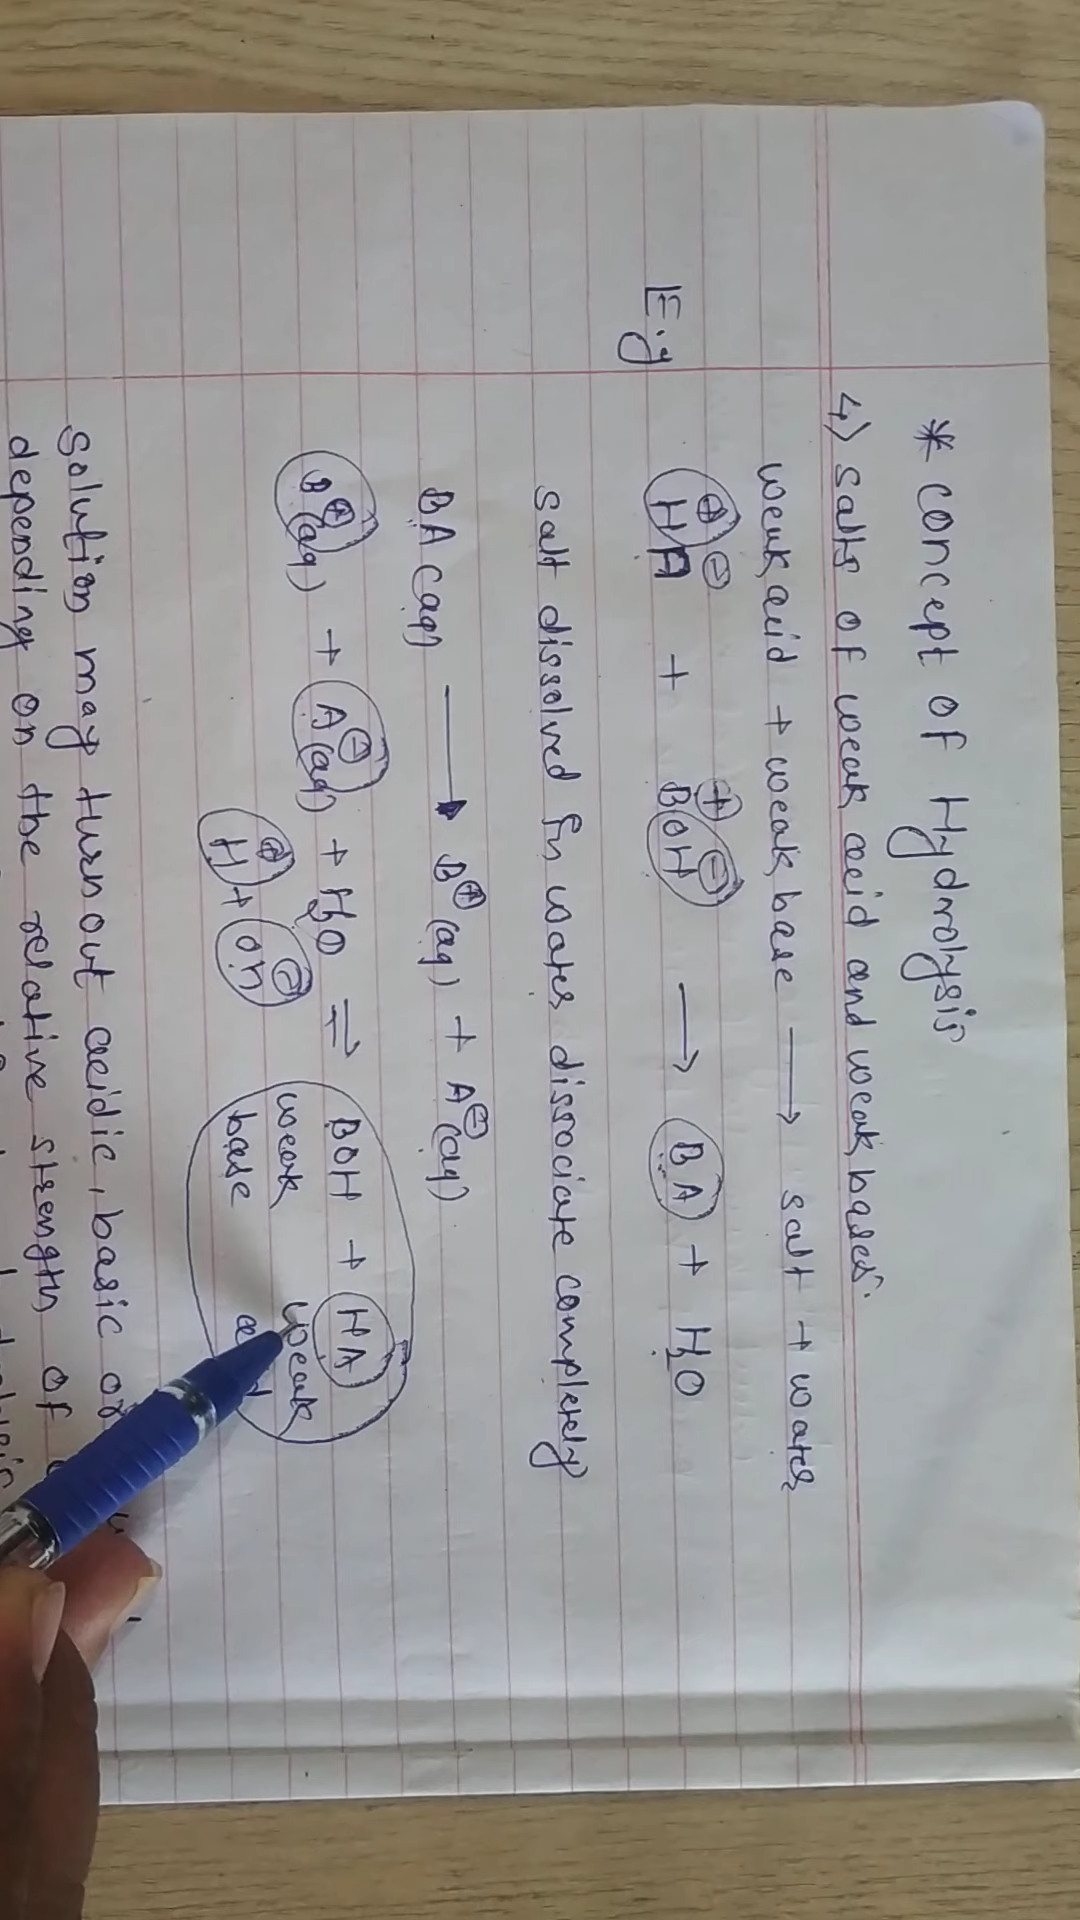 * Concept of Hydrolysis
4) salts of weak acid and weak bases.
weak acid + weak base ⟶ salt + water
E.g H⊕A⊖ + B⊕OH⊖ ⟶ BA + H₂O
salt dissolved in water dissociate completely
BA (aq) ⟶ B⊕(aq) + A⊖(aq)
B⊕(aq) + A⊖(aq) + H₂O ⇌ BOH + HA
H⊕ + OH⊖ weak base weak
solution may turn out acidic, basic or
depending on the relative strength of